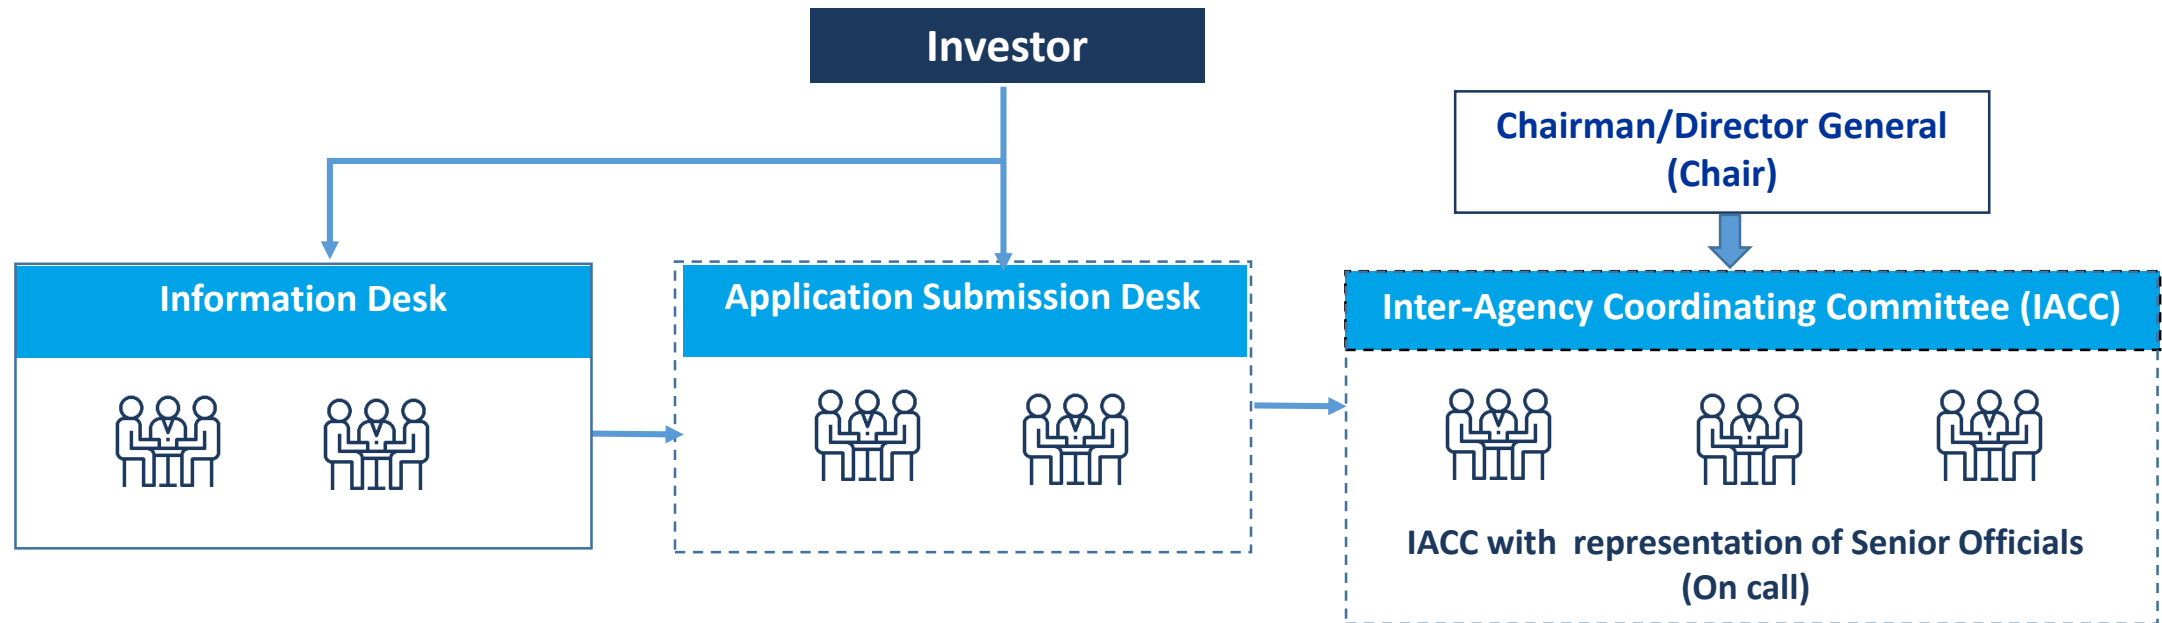 Investor
Chairman/Director General
(Chair)
Information Desk
Application Submission Desk
Inter-Agency Coordinating Committee (IACC)
IACC with  representation of Senior Officials
(On call)